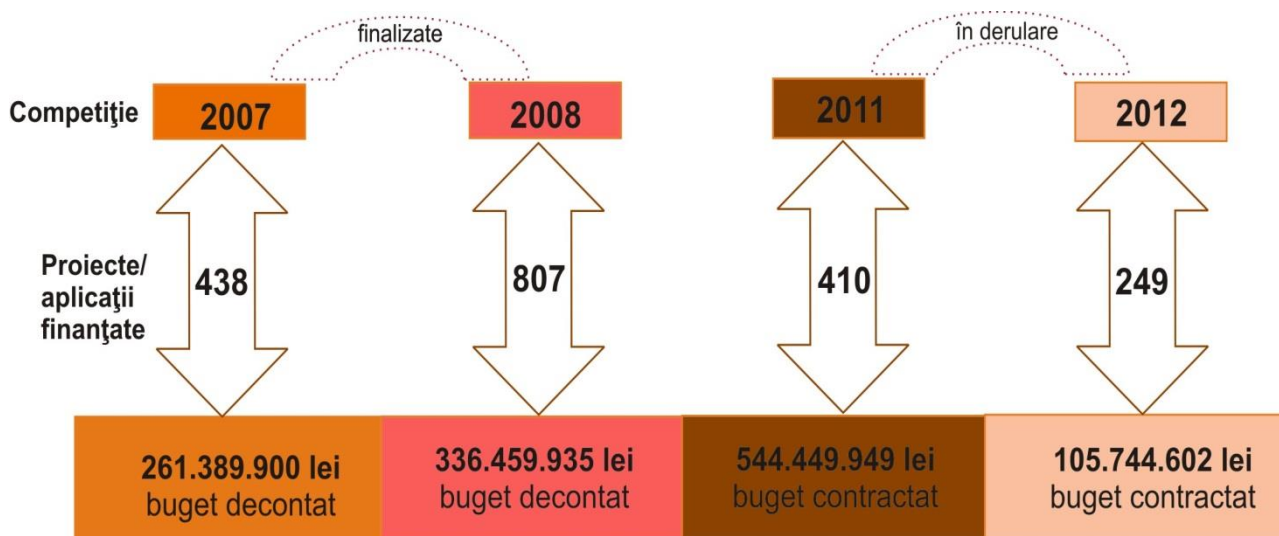 finalizate
în derulare
Competiţie
2007
2008
2011
2012
Proiecte/
aplicaţii
finanţate
438
807
410
249
261.389.900 lei
buget decontat
336.459.935 lei
buget decontat
544.449.949 lei
buget contractat
105.744.602 lei
buget contractat